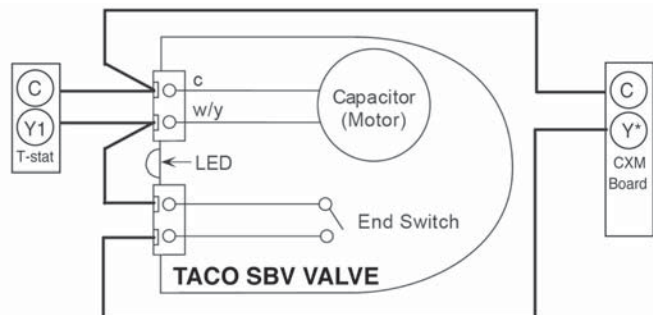 C
Y1
T-stat
c
w/y
LED
Capacitor
(Motor)
End Switch
TACO SBV VALVE
C
Y*
CXM
Board